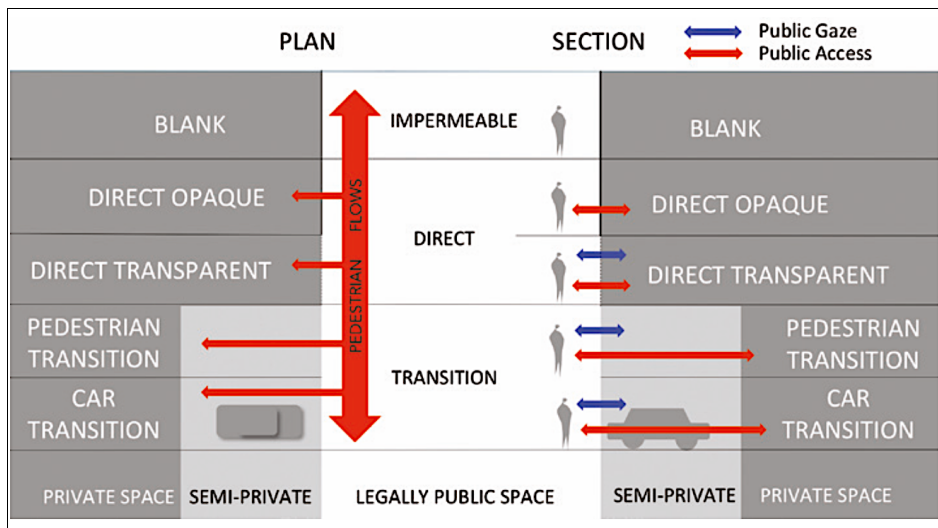 PLAN
SECTION
Public Gaze
Public Access
BLANK
IMPERMEABLE
BLANK
DIRECT OPAQUE
DIRECT OPAQUE
DIRECT
DIRECT TRANSPARENT
DIRECT TRANSPARENT
PEDESTRIAN FLOWS
PEDESTRIAN
TRANSITION
TRANSITION
PEDESTRIAN
TRANSITION
CAR
TRANSITION
CAR
TRANSITION
PRIVATE SPACE
SEMI-PRIVATE
LEGALLY PUBLIC SPACE
SEMI-PRIVATE
PRIVATE SPACE